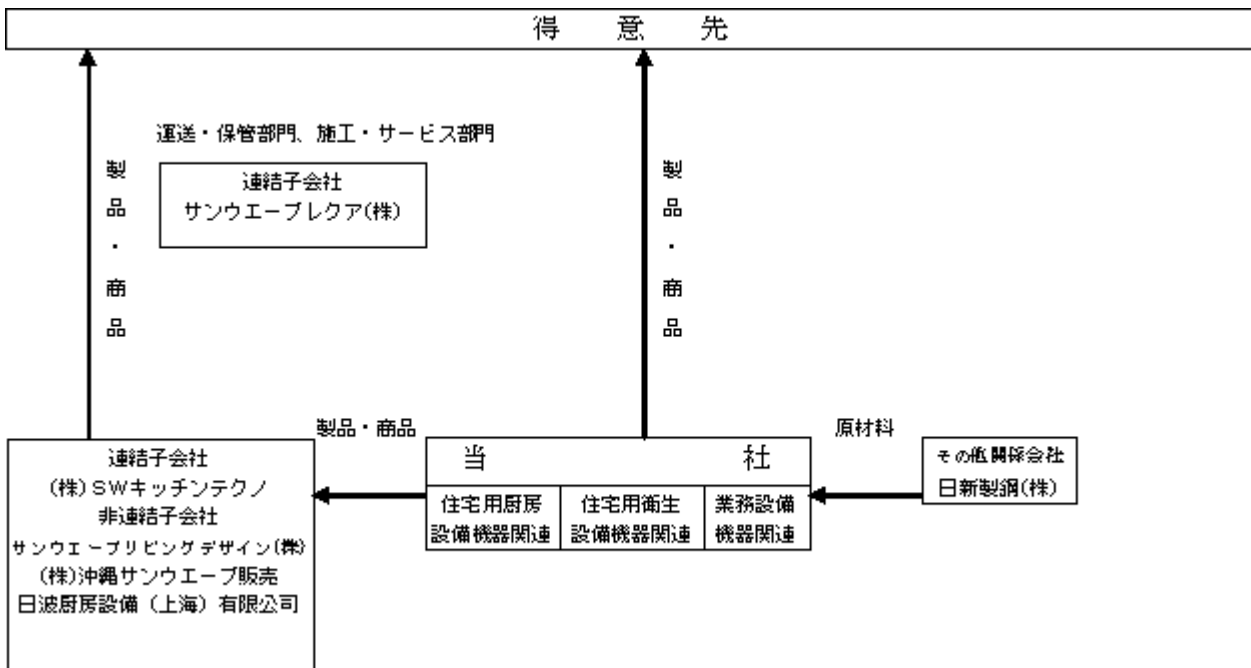 得意先
運送・保管部門、施工・サービス部門
連結子会社
サンウエーブレクア(株)
製品・商品
製品・商品
製品・商品
原材料
当社
住宅用厨房
設備機器関連
住宅用衛生
設備機器関連
業務設備
機器関連
その他関係会社
日新製鋼(株)
連結子会社
(株)SWキッチンテクノ
非連結子会社
サンウエーブリビングデザイン(株)
(株)沖縄サンウエーブ販売
日波厨房設備(上海)有限公司